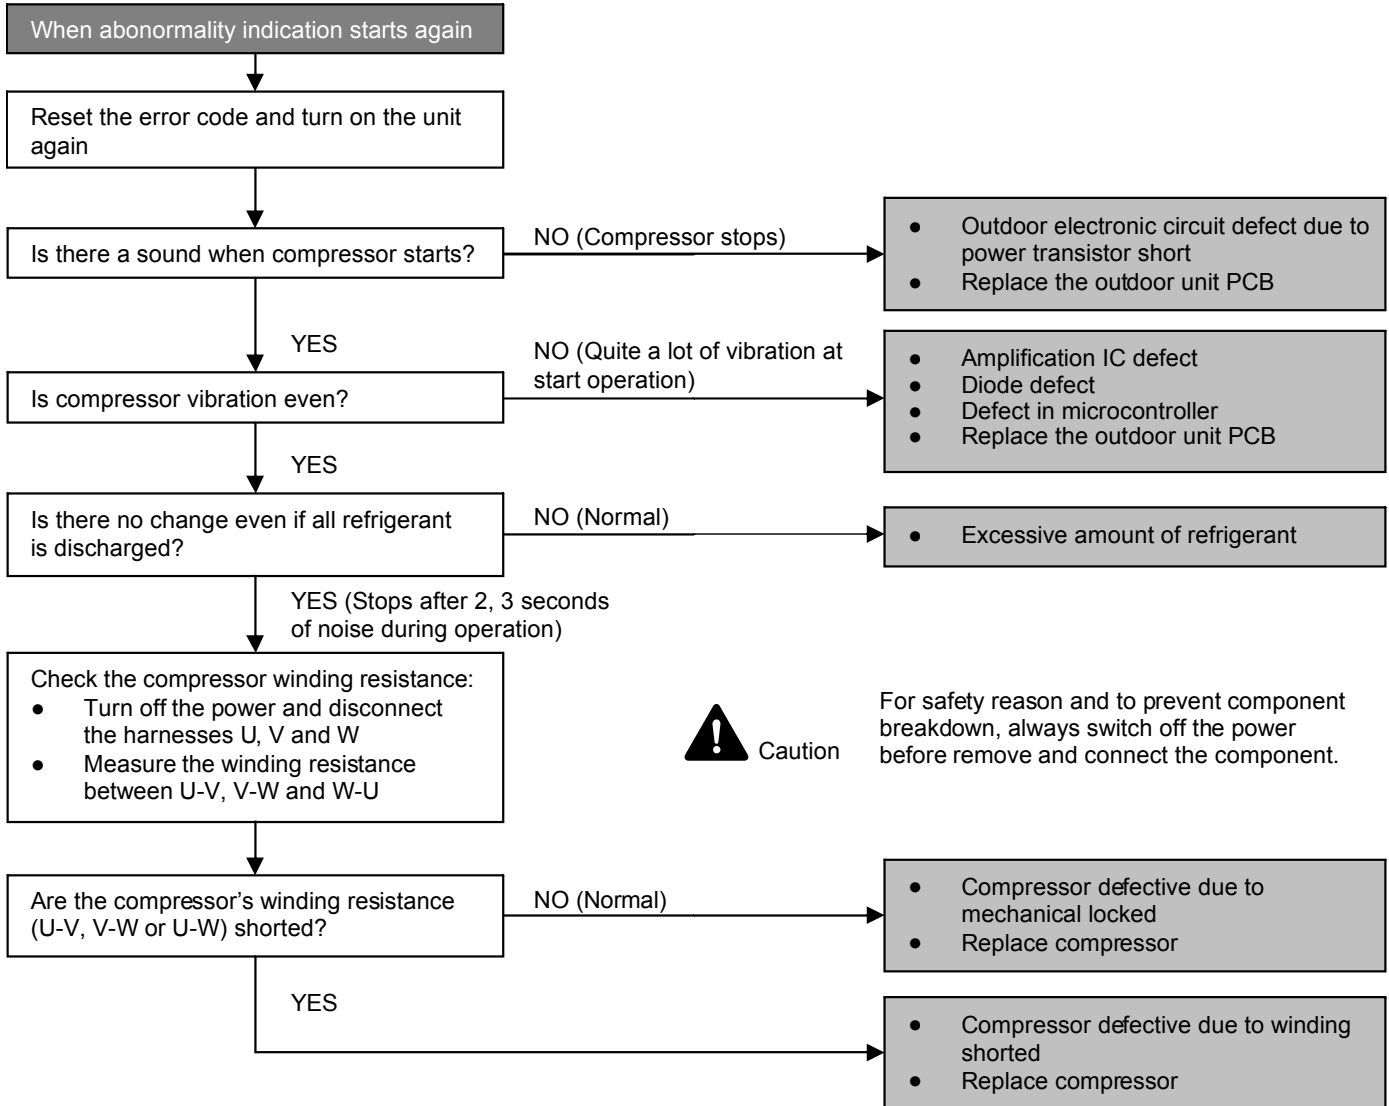 When abonormality indication starts again
Reset the error code and turn on the unit
again
Is there a sound when compressor starts?
NO (Compressor stops)
● Outdoor electronic circuit defect due to
power transistor short
● Replace the outdoor unit PCB
YES
NO (Quite a lot of vibration at
start operation)
Is compressor vibration even?
● Amplification IC defect
● Diode defect
● Defect in microcontroller
● Replace the outdoor unit PCB
YES
Is there no change even if all refrigerant
is discharged?
NO (Normal)
● Excessive amount of refrigerant
YES (Stops after 2, 3 seconds
of noise during operation)
Check the compressor winding resistance:
● Turn off the power and disconnect
the harnesses U, V and W
● Measure the winding resistance
between U-V, V-W and W-U
! Caution
For safety reason and to prevent component
breakdown, always switch off the power
before remove and connect the component.
Are the compressor’s winding resistance
(U-V, V-W or U-W) shorted?
NO (Normal)
● Compressor defective due to
mechanical locked
● Replace compressor
YES
● Compressor defective due to winding
shorted
● Replace compressor